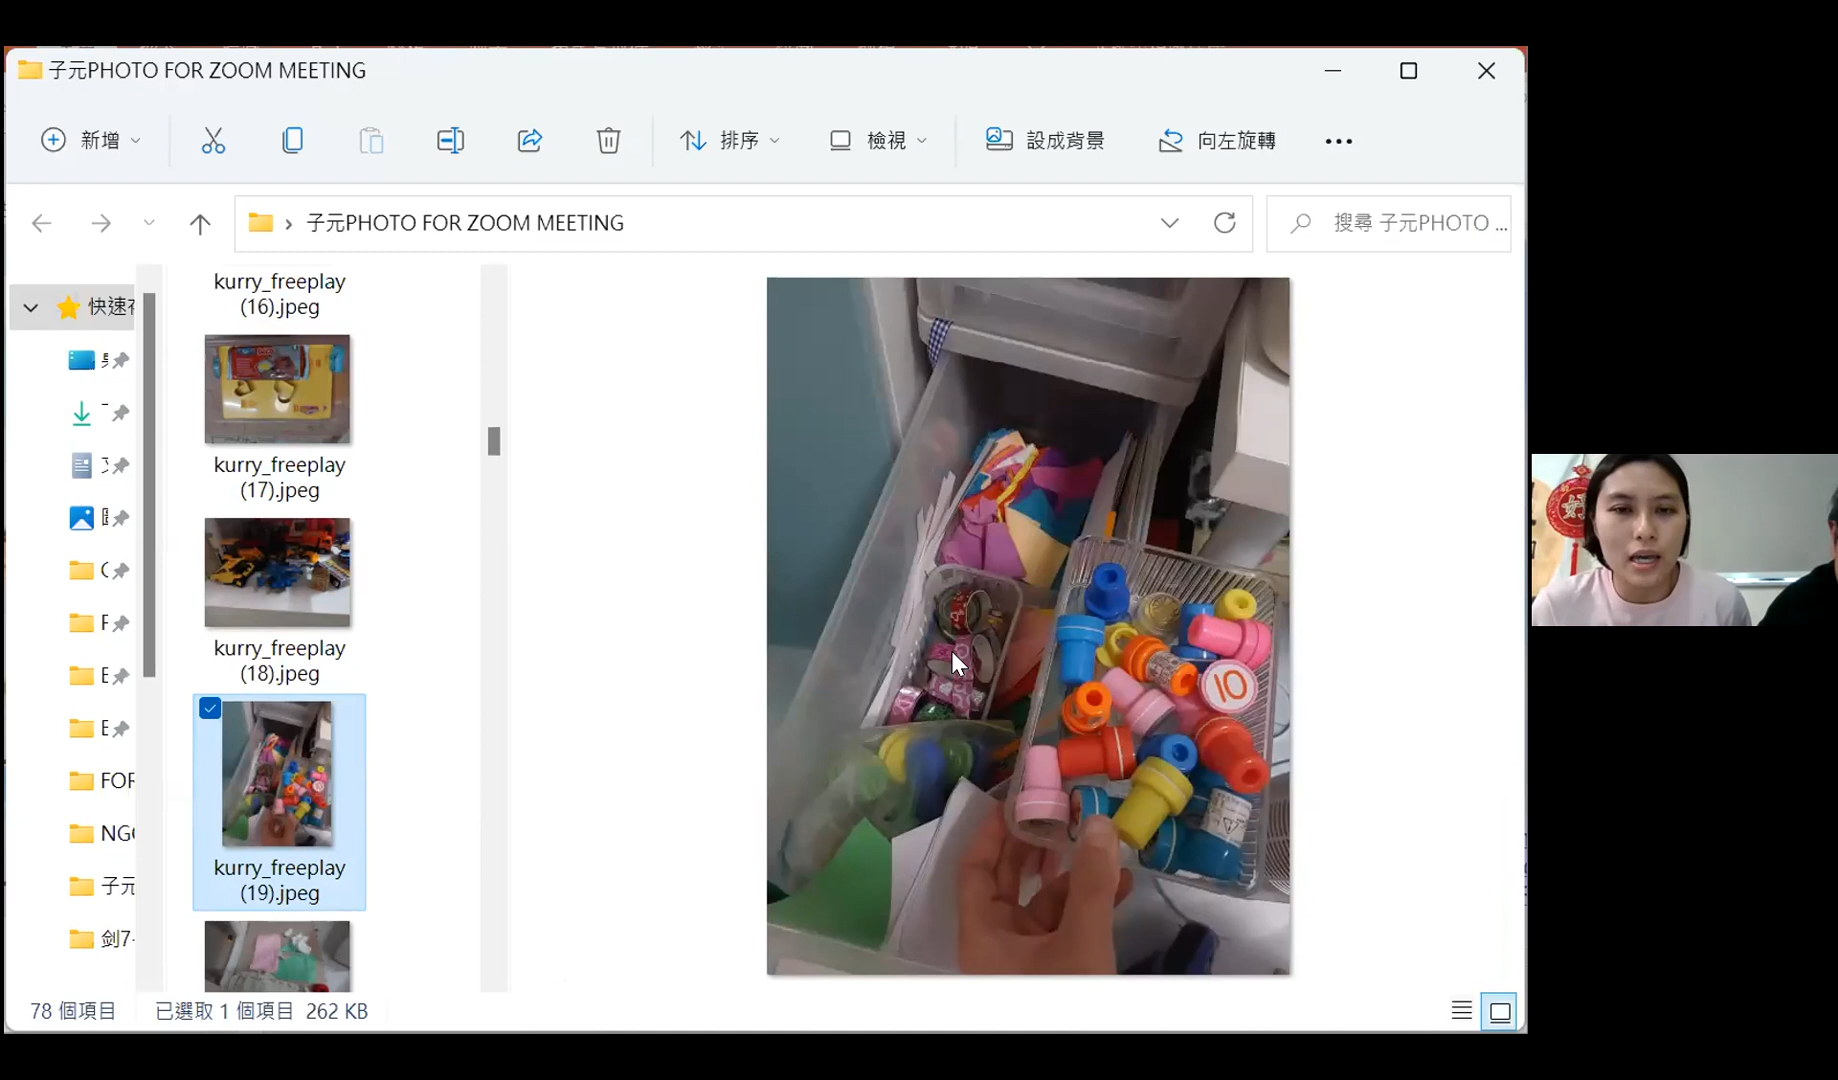 子元PHOTO FOR ZOOM MEETING
新增
排序
檢視
設成背景
向左旋轉
子元PHOTO FOR ZOOM MEETING
搜尋 子元PHOTO ...
快速
FOR
子元
剑7-
kurry_freeplay
(16).jpeg
kurry_freeplay
(17).jpeg
kurry_freeplay
(18).jpeg
kurry_freeplay
(19).jpeg
10
78 個項目
已選取 1 個項目 262 KB